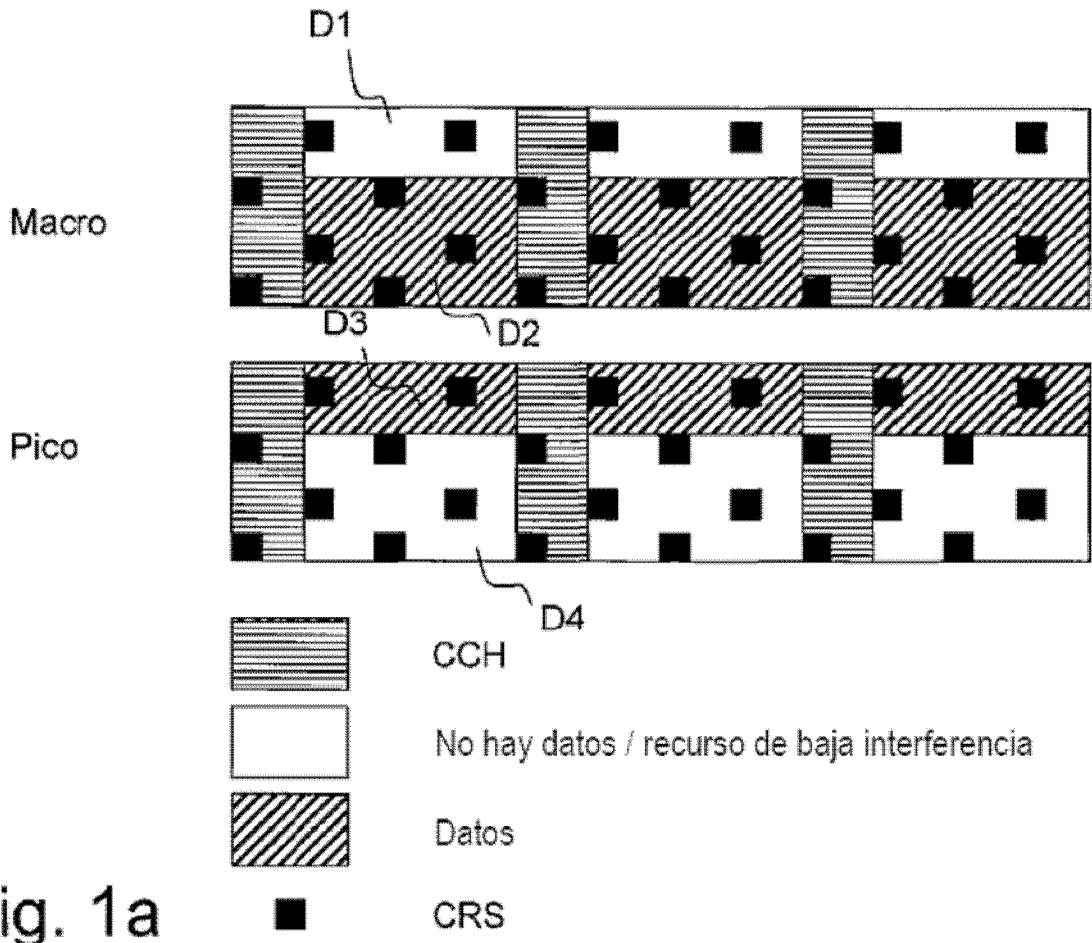 D1
Macro
D2
D3
Pico
D4
CCH
No hay datos / recurso de baja interferencia
Datos
CRS
ig. 1a